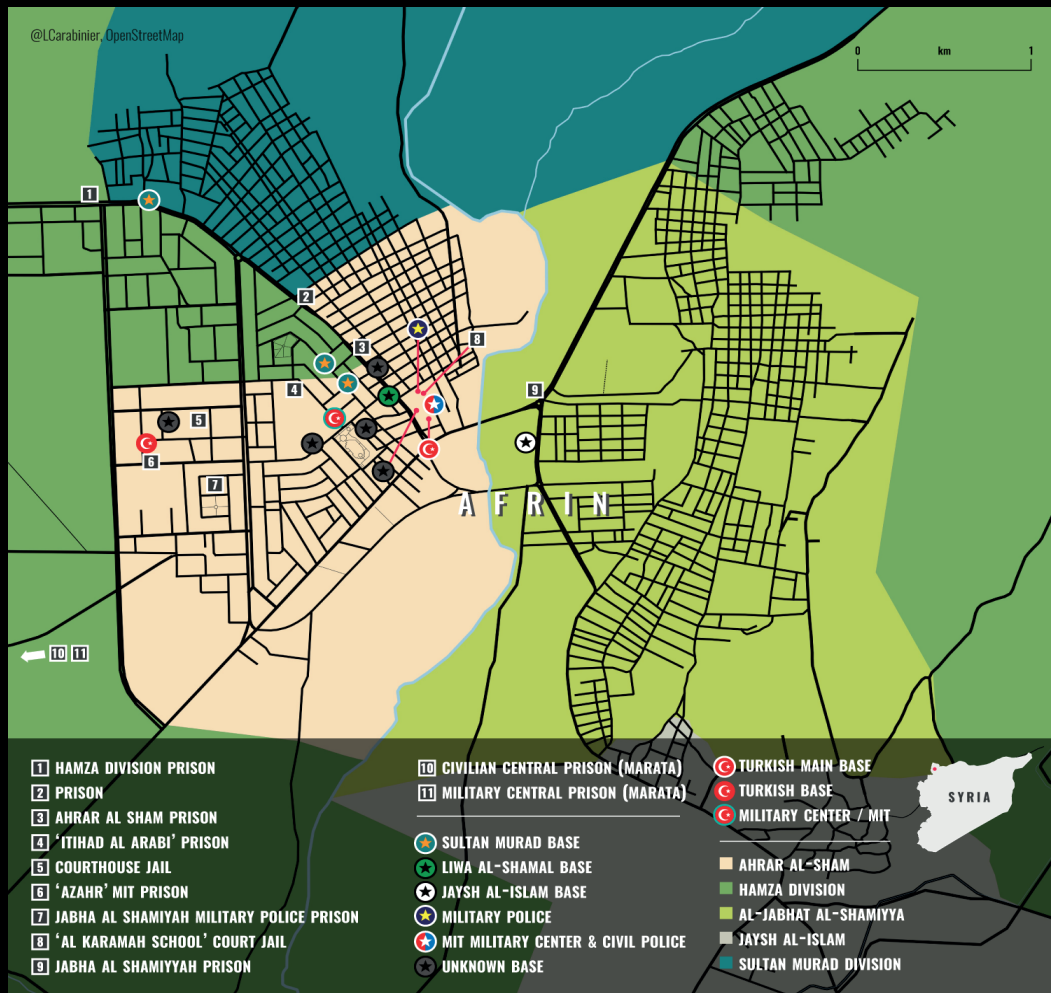 @LCarabinier, OpenStreetMap
0 km 1
1
2
3
8
4
9
5
6
7
AFRIN
10 11
1 HAMZA DIVISION PRISON
2 PRISON
3 AHRAR AL SHAM PRISON
4 ‘ITIHAD AL ARABI’ PRISON
5 COURTHOUSE JAIL
6 ‘AZAHR’ MIT PRISON
7 JABHA AL SHAMIYAH MILITARY POLICE PRISON
8 ‘AL KARAMAH SCHOOL’ COURT JAIL
9 JABHA AL SHAMIYYAH PRISON
10 CIVILIAN CENTRAL PRISON (MARATA)
11 MILITARY CENTRAL PRISON (MARATA)
SULTAN MURAD BASE
LIWA AL-SHAMAL BASE
JAYSH AL-ISLAM BASE
MILITARY POLICE
MIT MILITARY CENTER & CIVIL POLICE
UNKNOWN BASE
TURKISH MAIN BASE
TURKISH BASE
MILITARY CENTER / MIT
AHRAR AL-SHAM
HAMZA DIVISION
AL-JABHAT AL-SHAMIYYA
JAYSH AL-ISLAM
SULTAN MURAD DIVISION
SYRIA